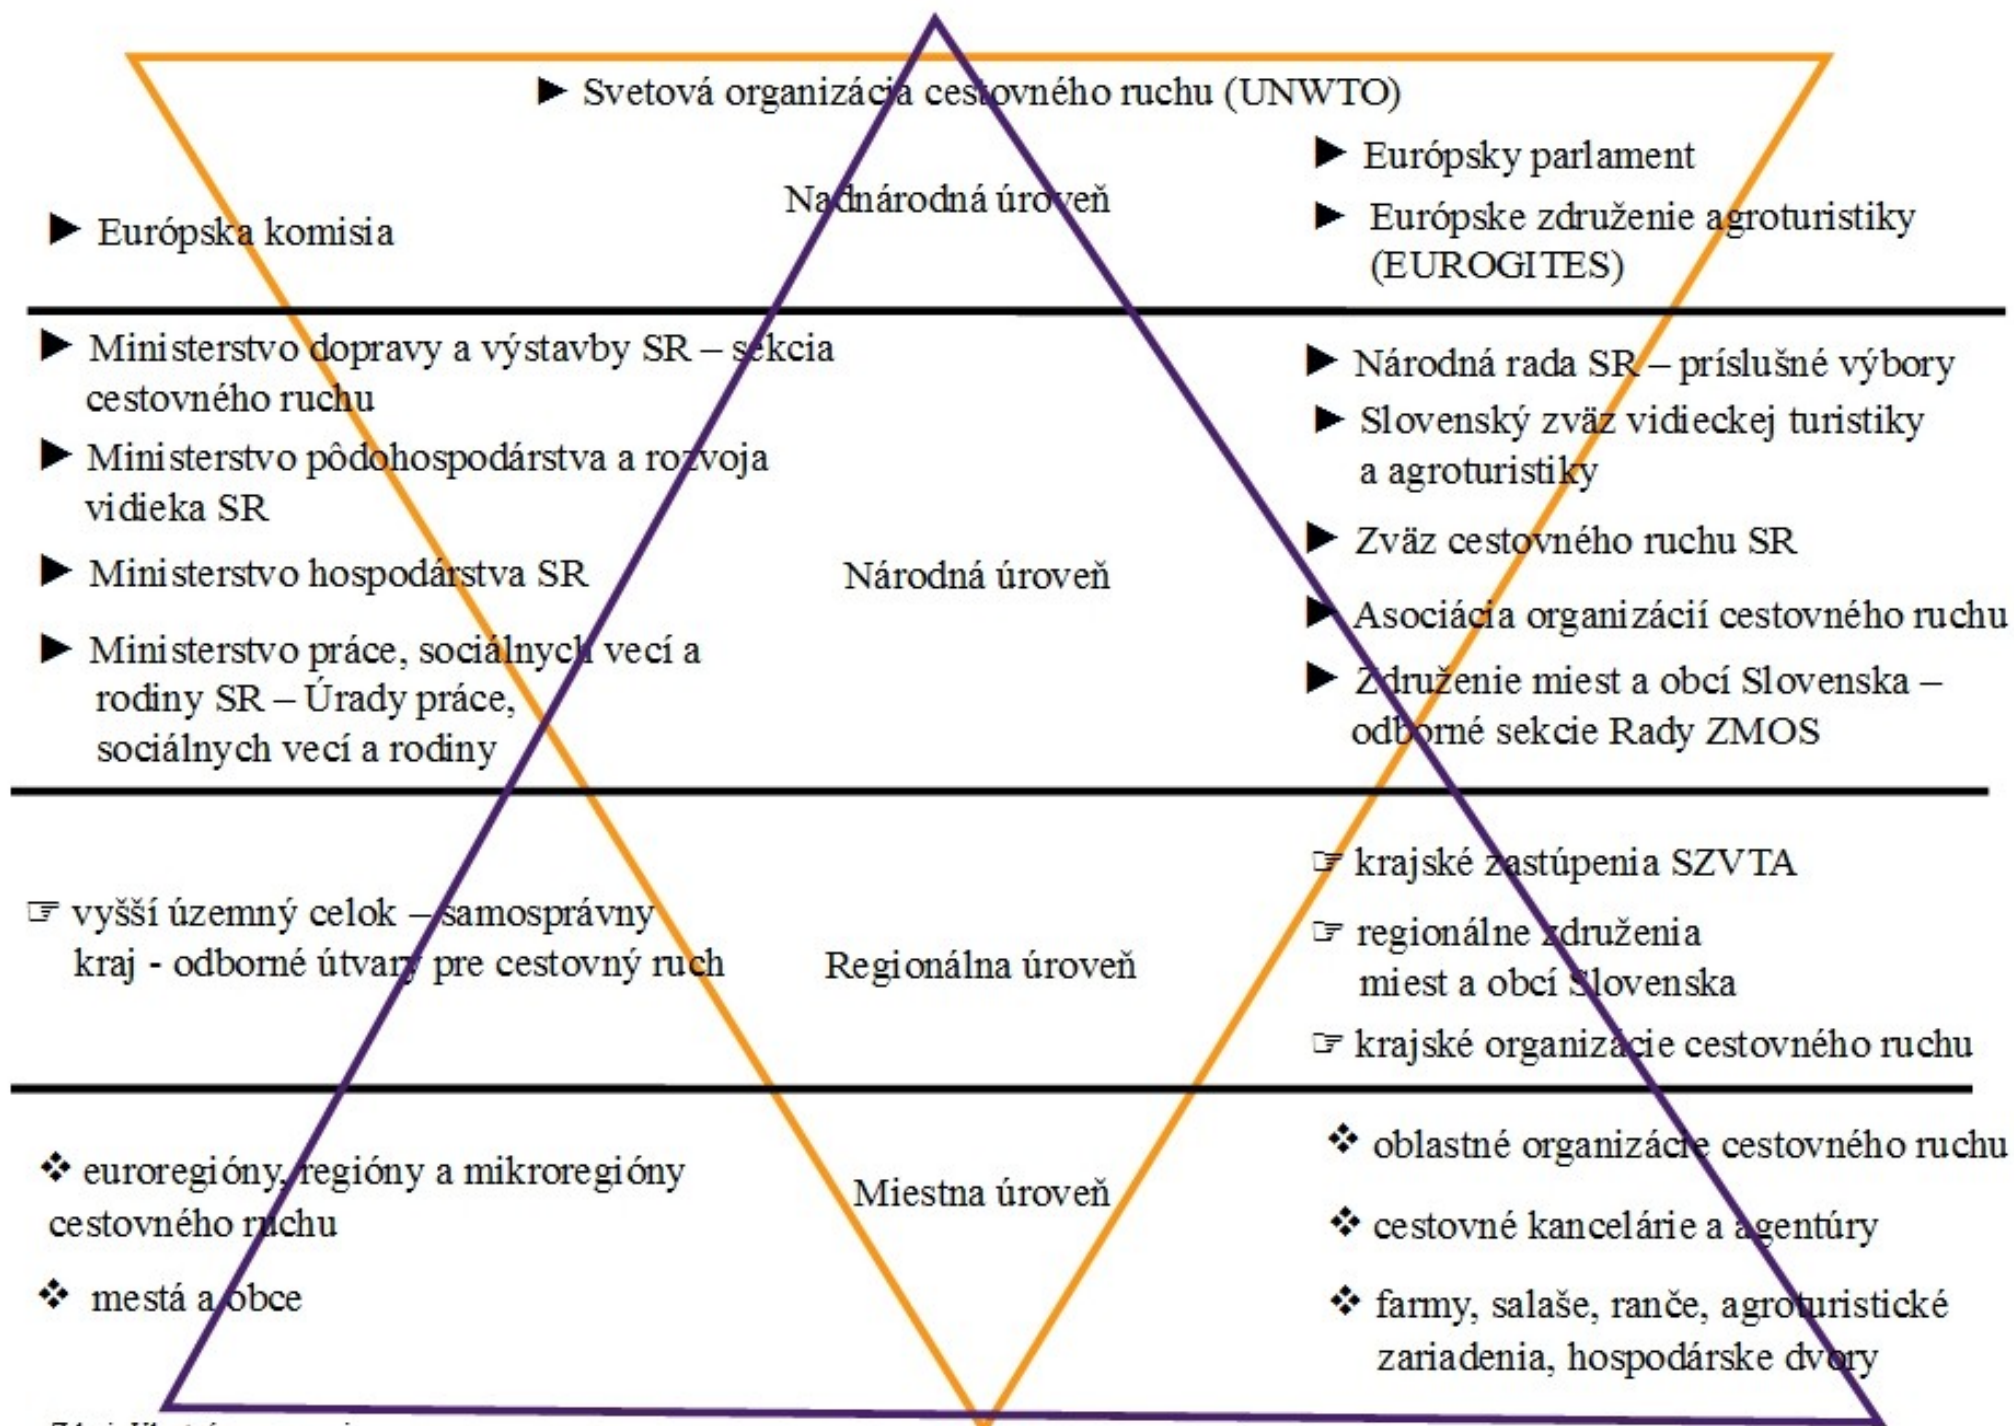 ► Svetová organizácia cestovného ruchu (UNWTO)
► Európsky parlament
Nadnárodná úroveň
► Európska komisia
► Európske združenie agroturistiky
(EUROGITES)
► Ministerstvo dopravy a výstavby SR – sekcia
cestovného ruchu
► Ministerstvo pôdohospodárstva a rozvoja
vidieka SR
► Ministerstvo hospodárstva SR
► Ministerstvo práce, sociálnych vecí a
rodiny SR – Úrady práce,
sociálnych vecí a rodiny
Národná úroveň
► Národná rada SR – príslušné výbory
► Slovenský zväz vidieckej turistiky
a agroturistiky
► Zväz cestovného ruchu SR
► Asociácia organizácií cestovného ruchu
► Združenie miest a obcí Slovenska –
odborné sekcie Rady ZMOS
☞ vyšší územný celok – samosprávny
kraj - odborné útvary pre cestovný ruch
Regionálna úroveň
☞ krajské zastúpenia SZVTA
☞ regionálne združenia
miest a obcí Slovenska
☞ krajské organizácie cestovného ruchu
❖ euroregióny, regióny a mikroregióny
cestovného ruchu
❖ mestá a obce
Miestna úroveň
❖ oblastné organizácie cestovného ruchu
❖ cestovné kancelárie a agentúry
❖ farmy, salaše, ranče, agroturistické
zariadenia, hospodárske dvory